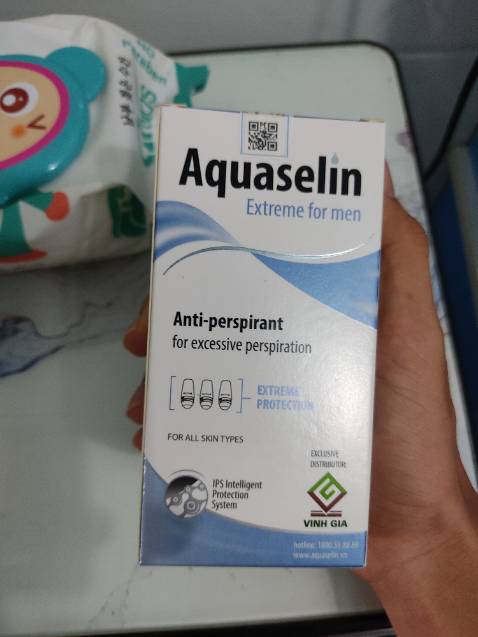 Aquaselin
Extreme for men
Anti-perspirant
for excessive perspiration
EXTREME
PROTECTION
FOR ALL SKIN TYPES
EXCLUSIVE
DISTRIBUTOR:
IPS Intelligent
Protection
System
VINH GIA
www.aquaselin.vn
Paraben